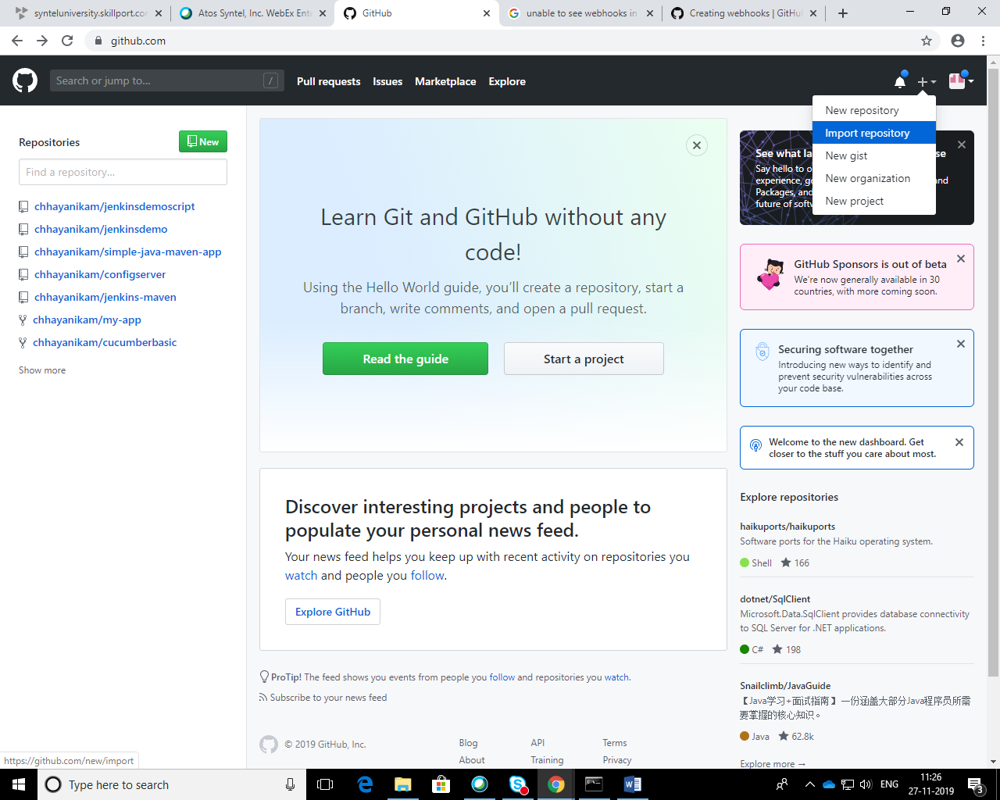 synteluniversity.skillport.cor
Atos Syntel, Inc. WebEx Ente
GitHub
unable to see webhooks in
Creating webhooks | GitHu
github.com
Search or jump to...
/
Pull requests
Issues
Marketplace
Explore
New repository
Import repository
New gist
New organization
New project
Repositories
New
Find a repository...
chhayanikam/jenkinsdemoscript
chhayanikam/jenkinsdemo
chhayanikam/simple-java-maven-app
chhayanikam/configserver
chhayanikam/jenkins-maven
chhayanikam/my-app
chhayanikam/cucumberbasic
Show more
Learn Git and GitHub without any
code!
Using the Hello World guide, you'll create a repository, start a
branch, write comments, and open a pull request.
Read the guide
Start a project
Discover interesting projects and people to
populate your personal news feed.
Your news feed helps you keep up with recent activity on repositories you
watch and people you follow.
Explore GitHub
ProTip! The feed shows you events from people you follow and repositories you watch.
Subscribe to your news feed
© 2019 GitHub, Inc.
Blog
API
Terms
About
Training
Privacy
See what la se
Say hello to o
experience, ge and
Packages, and
future of softw
GitHub Sponsors is out of beta
We're now generally available in 30
countries, with more coming soon.
Securing software together
Introducing new ways to identify and
prevent security vulnerabilities across
your code base.
Welcome to the new dashboard. Get
closer to the stuff you care about most.
Explore repositories
haikuports/haikuports
Software ports for the Haiku operating system.
Shell 166
dotnet/SqlClient
Microsoft.Data.SqlClient provides database connectivity
to SQL Server for .NET applications.
C# 198
Snailclimb/JavaGuide
【Java学习+面试指南】一份涵盖大部分Java程序员所需
要掌握的核心知识。
Java 62.8k
Explore more →
https://github.com/new/import
Type here to search
ENG
11:26
27-11-2019
3